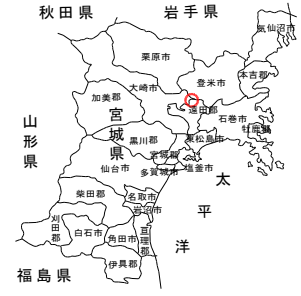 秋田県
岩手県
気仙沼市
栗原市
本吉郡
登米市
大崎市
加美郡
遠田郡
石巻市
牡鹿郡
山形県
宮城県
黒川郡
東松島市
宮城郡
塩釜市
仙台市
多賀城市
太平洋
柴田郡
名取市
岩沼市
刈田郡
白石市
角田市
亘理郡
伊具郡
福島県